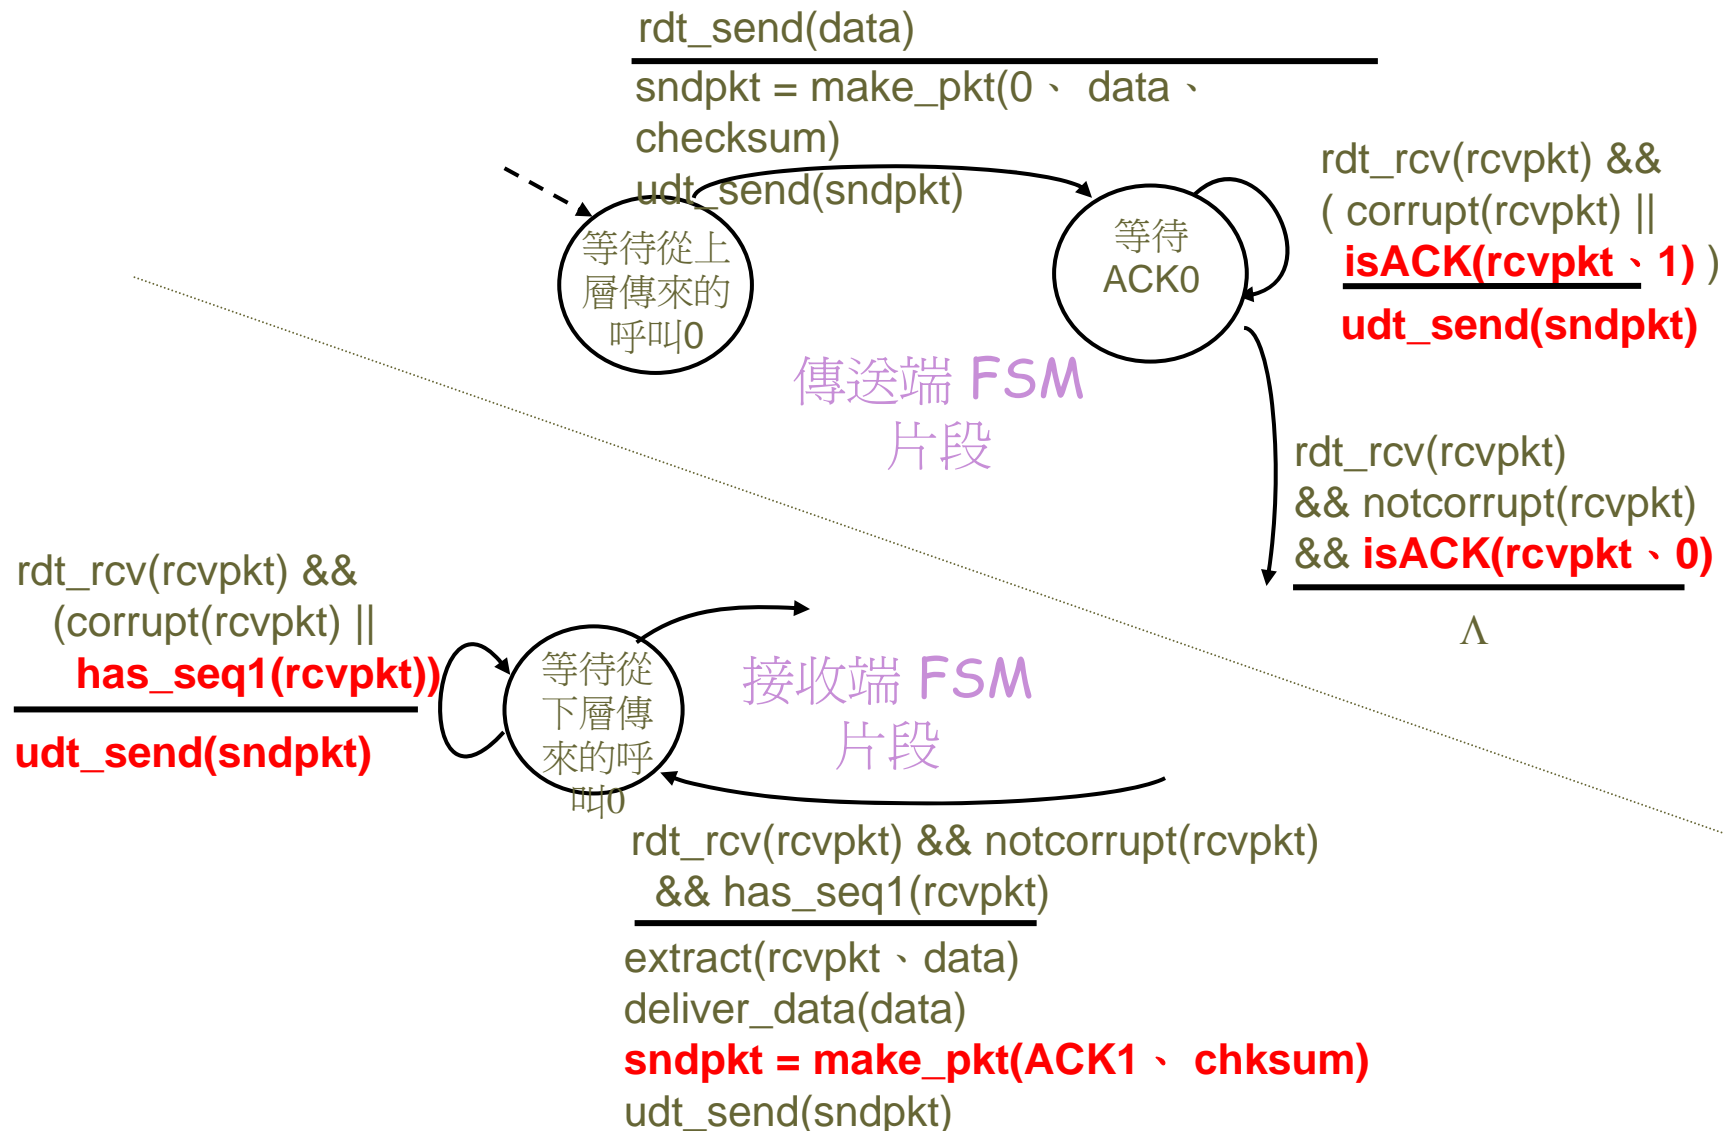 rdt_send(data)
sndpkt = make_pkt(0、 data、
checksum)
udt_send(sndpkt)
等待從上
層傳來的
呼叫0
等待
ACK0
rdt_rcv(rcvpkt) &&
( corrupt(rcvpkt) ||
isACK(rcvpkt、1) )
udt_send(sndpkt)
傳送端 FSM
片段
rdt_rcv(rcvpkt)
&& notcorrupt(rcvpkt)
&& isACK(rcvpkt、0)
Λ
rdt_rcv(rcvpkt) &&
(corrupt(rcvpkt) ||
has_seq1(rcvpkt))
udt_send(sndpkt)
等待從
下層傳
來的呼
叫0
接收端 FSM
片段
rdt_rcv(rcvpkt) && notcorrupt(rcvpkt)
&& has_seq1(rcvpkt)
extract(rcvpkt、data)
deliver_data(data)
sndpkt = make_pkt(ACK1、 chksum)
udt_send(sndpkt)